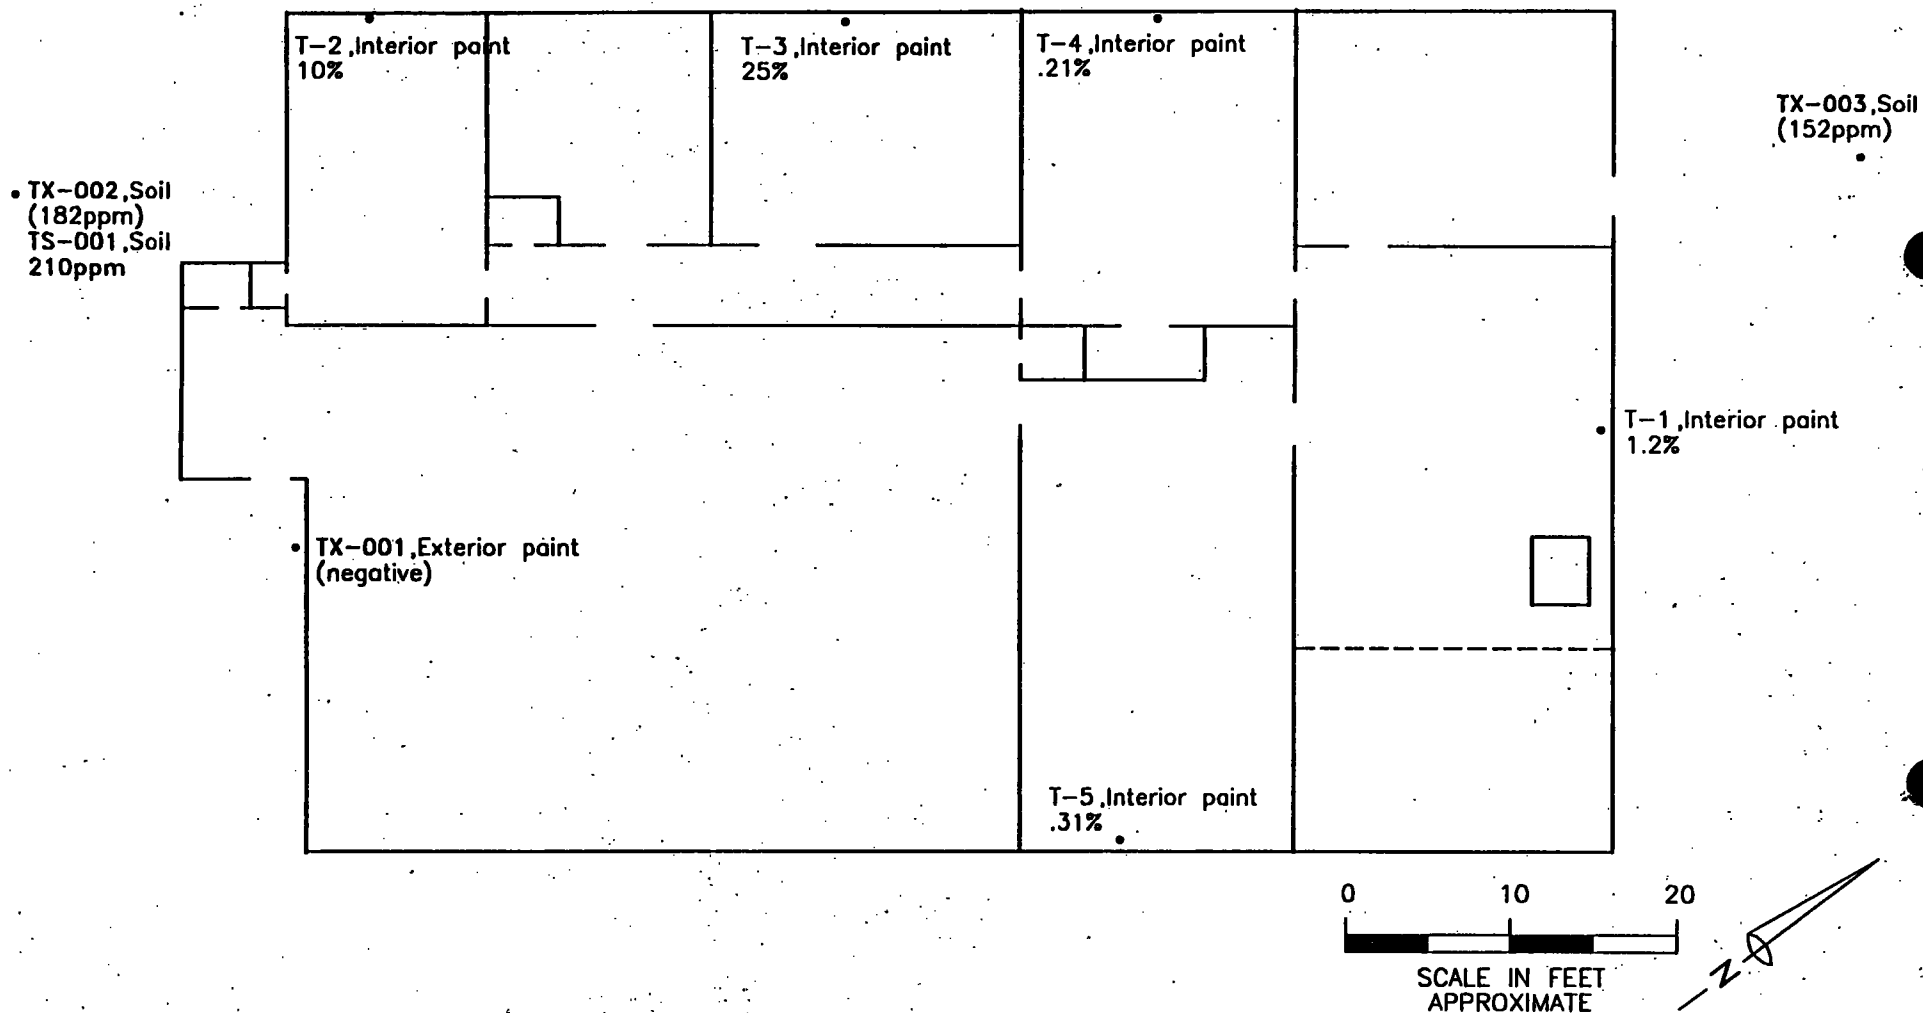 T-2,Interior paint
10%
T-3,Interior paint
25%
T-4,Interior paint
.21%
TX-003,Soil
(152ppm)
TX-002,Soil
(182ppm)
TS-001,Soil
210ppm
T-1,Interior paint
1.2%
TX-001,Exterior paint
(negative)
T-5,Interior paint
.31%
0 10 20
SCALE IN FEET
APPROXIMATE
N